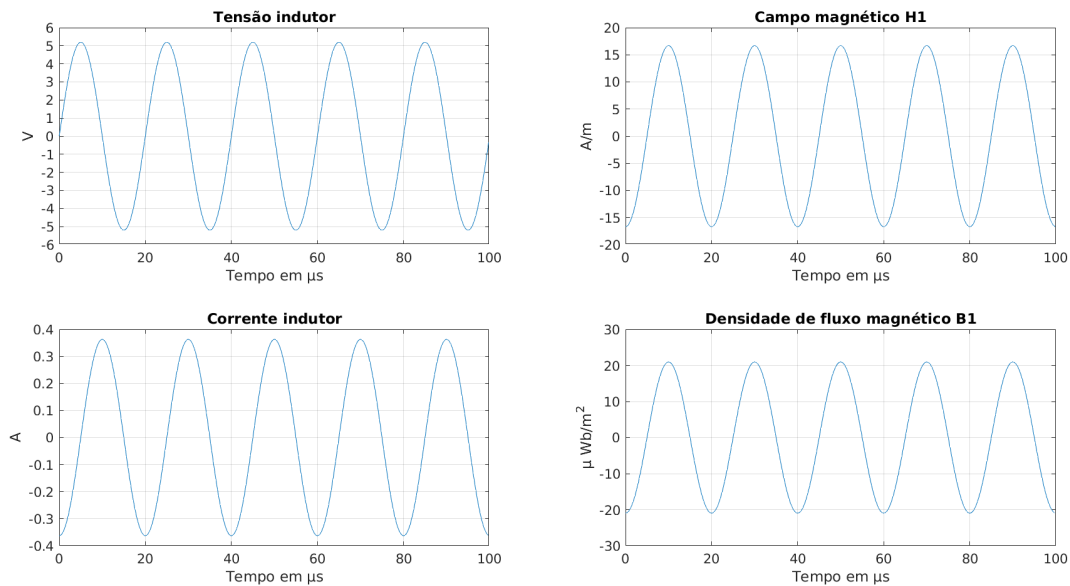 Tensão indutor
6
5
4
3
2
1
0
-1
-2
-3
-4
-5
-6
V
0 20 40 60 80 100
Tempo em µs
Campo magnético H1
20
15
10
5
0
-5
-10
-15
-20
A/m
0 20 40 60 80 100
Tempo em µs
Corrente indutor
0.4
0.3
0.2
0.1
0
-0.1
-0.2
-0.3
-0.4
A
0 20 40 60 80 100
Tempo em µs
Densidade de fluxo magnético B1
30
20
10
0
-10
-20
-30
µ Wb/m²
0 20 40 60 80 100
Tempo em µs